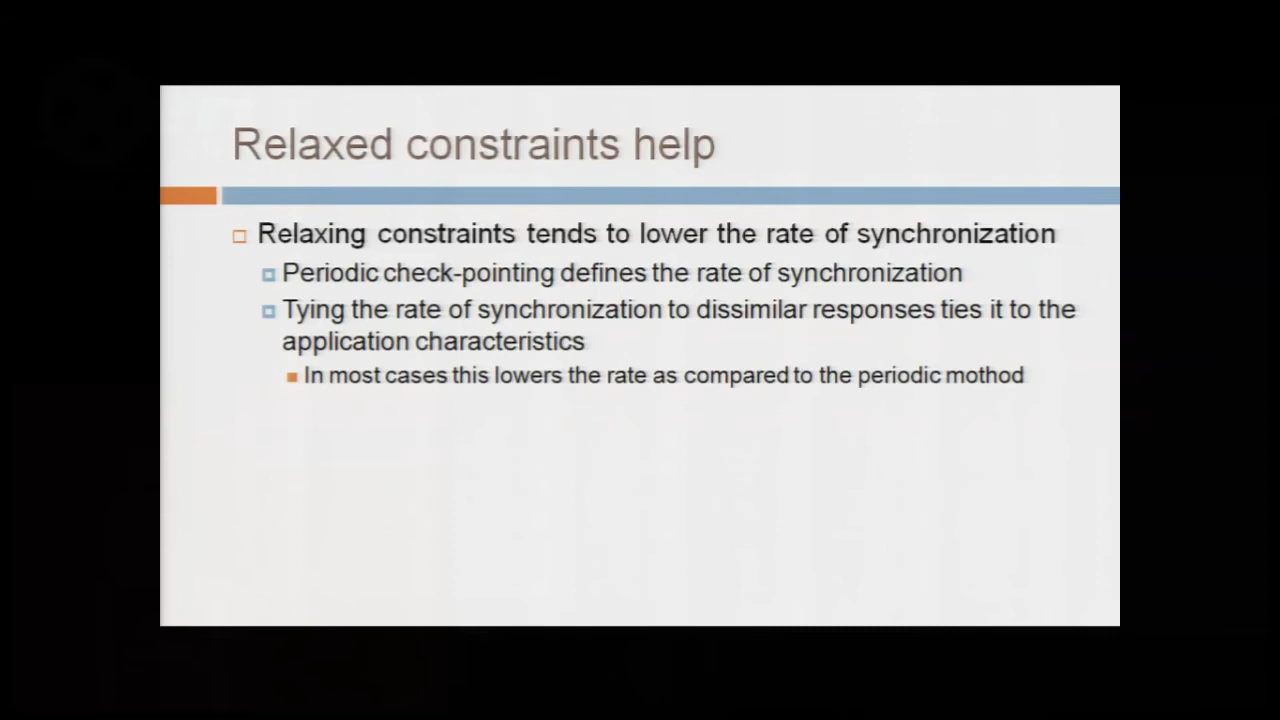 Relaxed constraints help
Relaxing constraints tends to lower the rate of synchronization
Periodic check-pointing defines the rate of synchronization
Tying the rate of synchronization to dissimilar responses ties it to the
application characteristics
In most cases this lowers the rate as compared to the periodic mothod